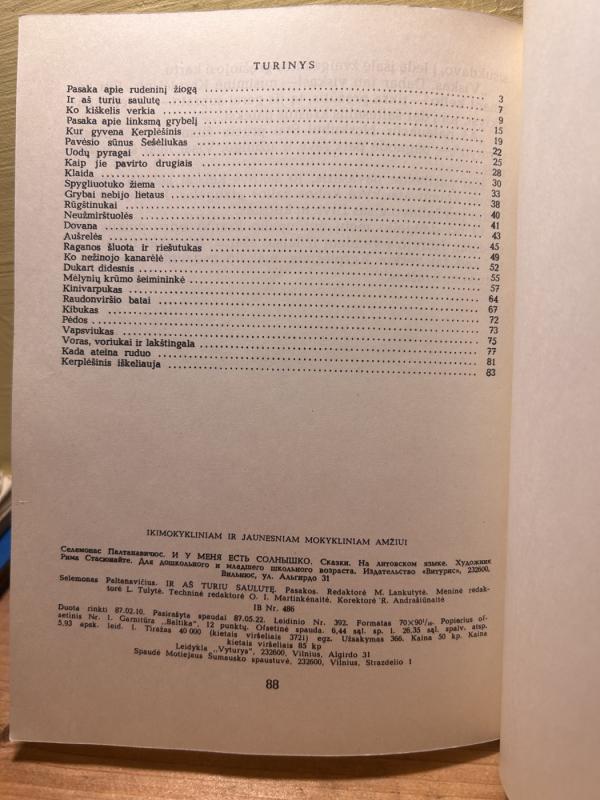 TURINYS
Pasaka apie rudeninį žiogą 3
Ir aš turiu saulutę 7
Ko kiškelis verkia 9
Pasaka apie linksmą grybelį 15
Kur gyvena Kerplėšinis 19
Pavėsio sūnus Šešėliukas 22
Uodų pyragai 25
Kaip jie pavirto drugiais 28
Klaida 30
Spygliuotuko žiema 33
Grybai nebijo lietaus 38
Rūgštinukai 40
Neužmirštuolės 41
Dovana 43
Aušrelės 45
Raganos šluota ir riešutukas 49
Ko nežinojo kanarėlė 52
Dukart didesnis 55
Mėlynių krūmo šeimininkė 57
Kinivarpukas 64
Raudonviršio batai 67
Kibukas 72
Pėdos 73
Vapsviukas 75
Voras, voriukai ir lakštingala 77
Kada ateina ruduo 81
Kerplėšinis iškeliauja 83
IKIMOKYKLINIAM IR JAUNESNIAM MOKYKLINIAM AMŽIUI
Селемонас Палтанавичюс. И У МЕНЯ ЕСТЬ СОЛНЫШКО. Сказки. На литовском языке. Художник
Рима Стасюнайте. Для дошкольного и младшего школьного возраста. Издательство «Витурис», 232600,
Вильнюс, ул. Альгирдо 31
Selemonas Paltanavičius. IR AŠ TURIU SAULUTĘ. Pasakos. Redaktorė M. Lankutytė. Meninė redak-
torė L. Tulytė. Techninė redaktorė O. I. Martinkėnaitė. Korektorė R. Andrašiūnaitė
IB Nr. 486
Duota rinkti 87.02.10. Pasirašyta spaudai 87.05.22. Leidinio Nr. 392. Formatas 70×90¹/₁₆. Popierius of-
setinis Nr. 1. Garnitūra „Baltika", 12 punktų. Ofsetinė spauda. 6,44 sąl. sp. l. 26,35 sąl. spalv. atsp.
5,93 apsk. leid. l. Tiražas 40 000 (kietais viršeliais 3721) egz. Užsakymas 366. Kaina 50 kp. Kaina
kietais viršeliais 85 kp
Leidykla „Vyturys", 232600, Vilnius, Algirdo 31
Spaudė Motiejaus Šumausko spaustuvė, 232600, Vilnius, Strazdelio 1
88